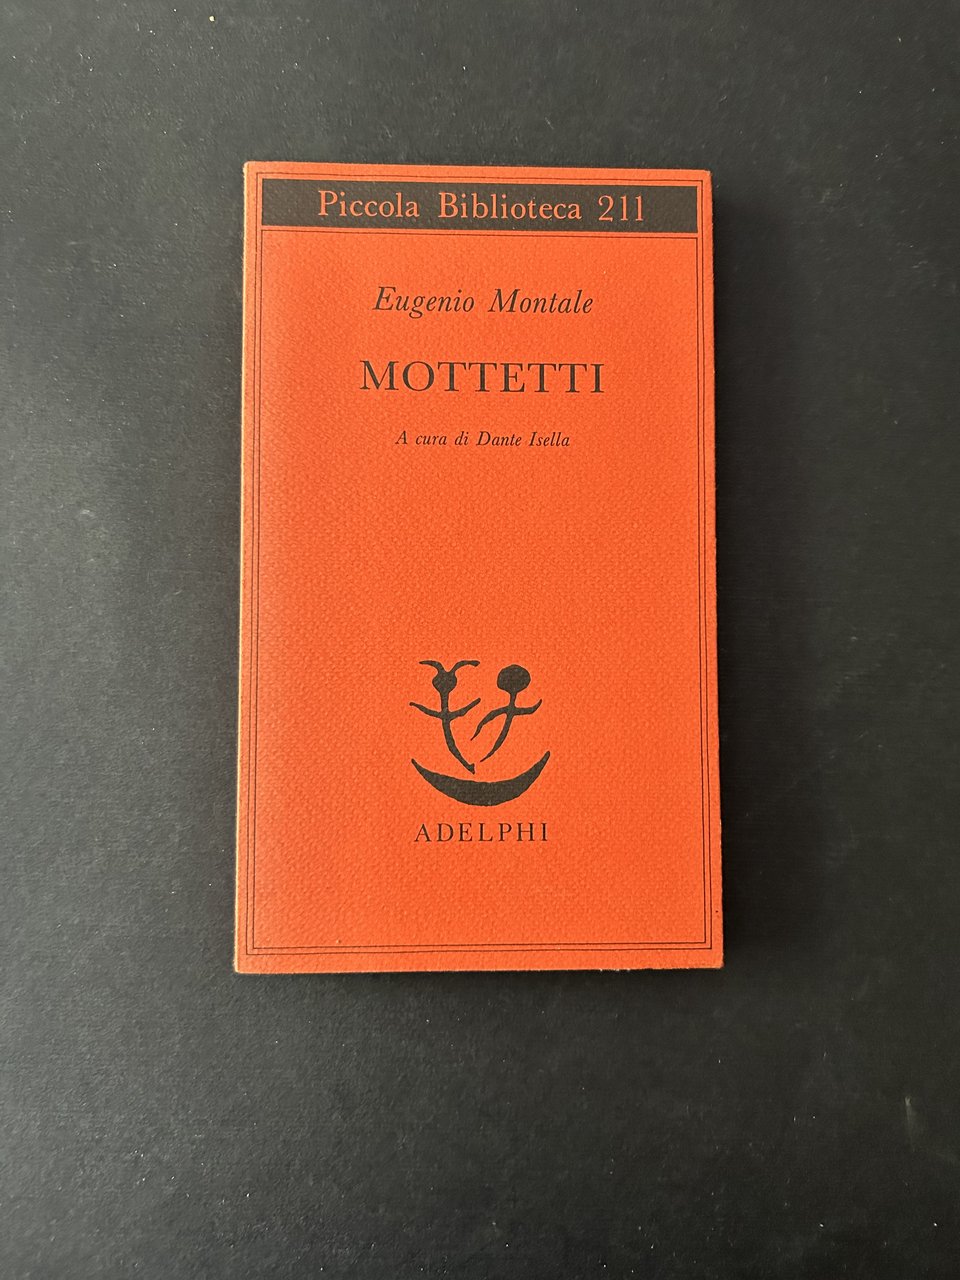 Piccola Biblioteca 211
Eugenio Montale
MOTTETTI
A cura di Dante Isella
ADELPHI